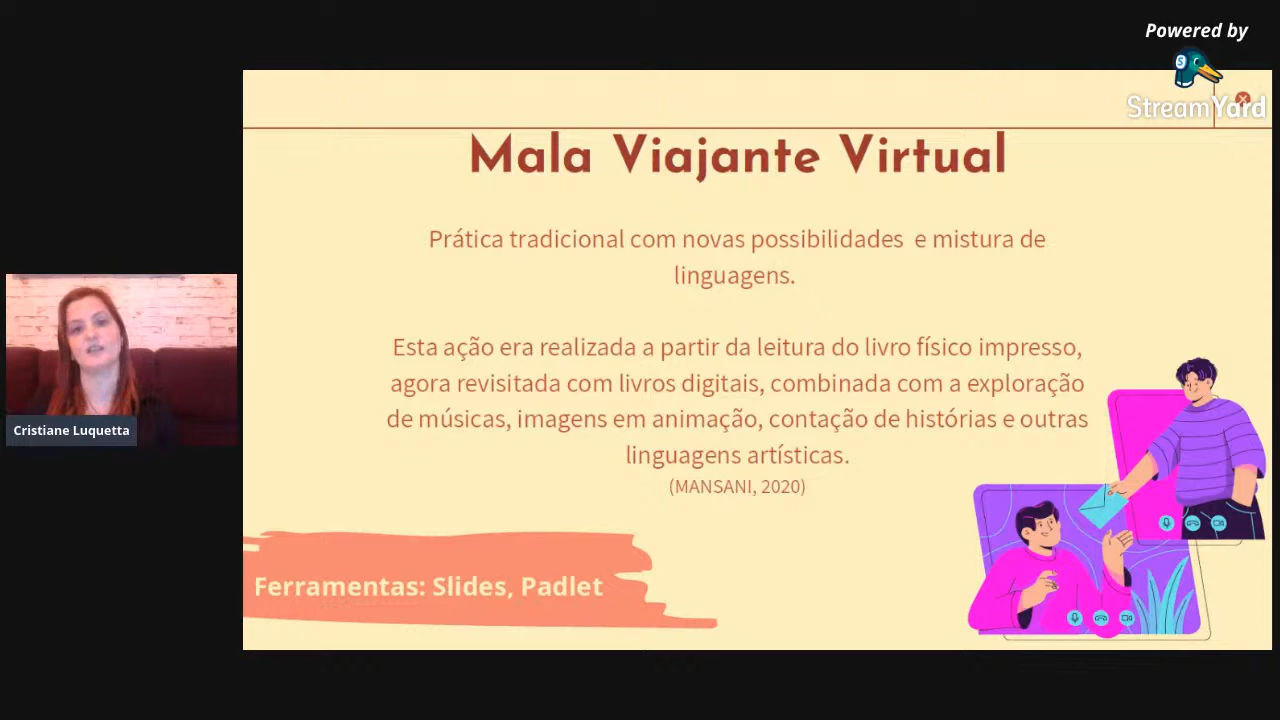 Powered by
StreamYard
Mala Viajante Virtual
Prática tradicional com novas possibilidades e mistura de
linguagens.
Esta ação era realizada a partir da leitura do livro físico impresso,
agora revisitada com livros digitais, combinada com a exploração
de músicas, imagens em animação, contação de histórias e outras
linguagens artísticas.
(MANSANI, 2020)
Cristiane Luquetta
Ferramentas: Slides, Padlet